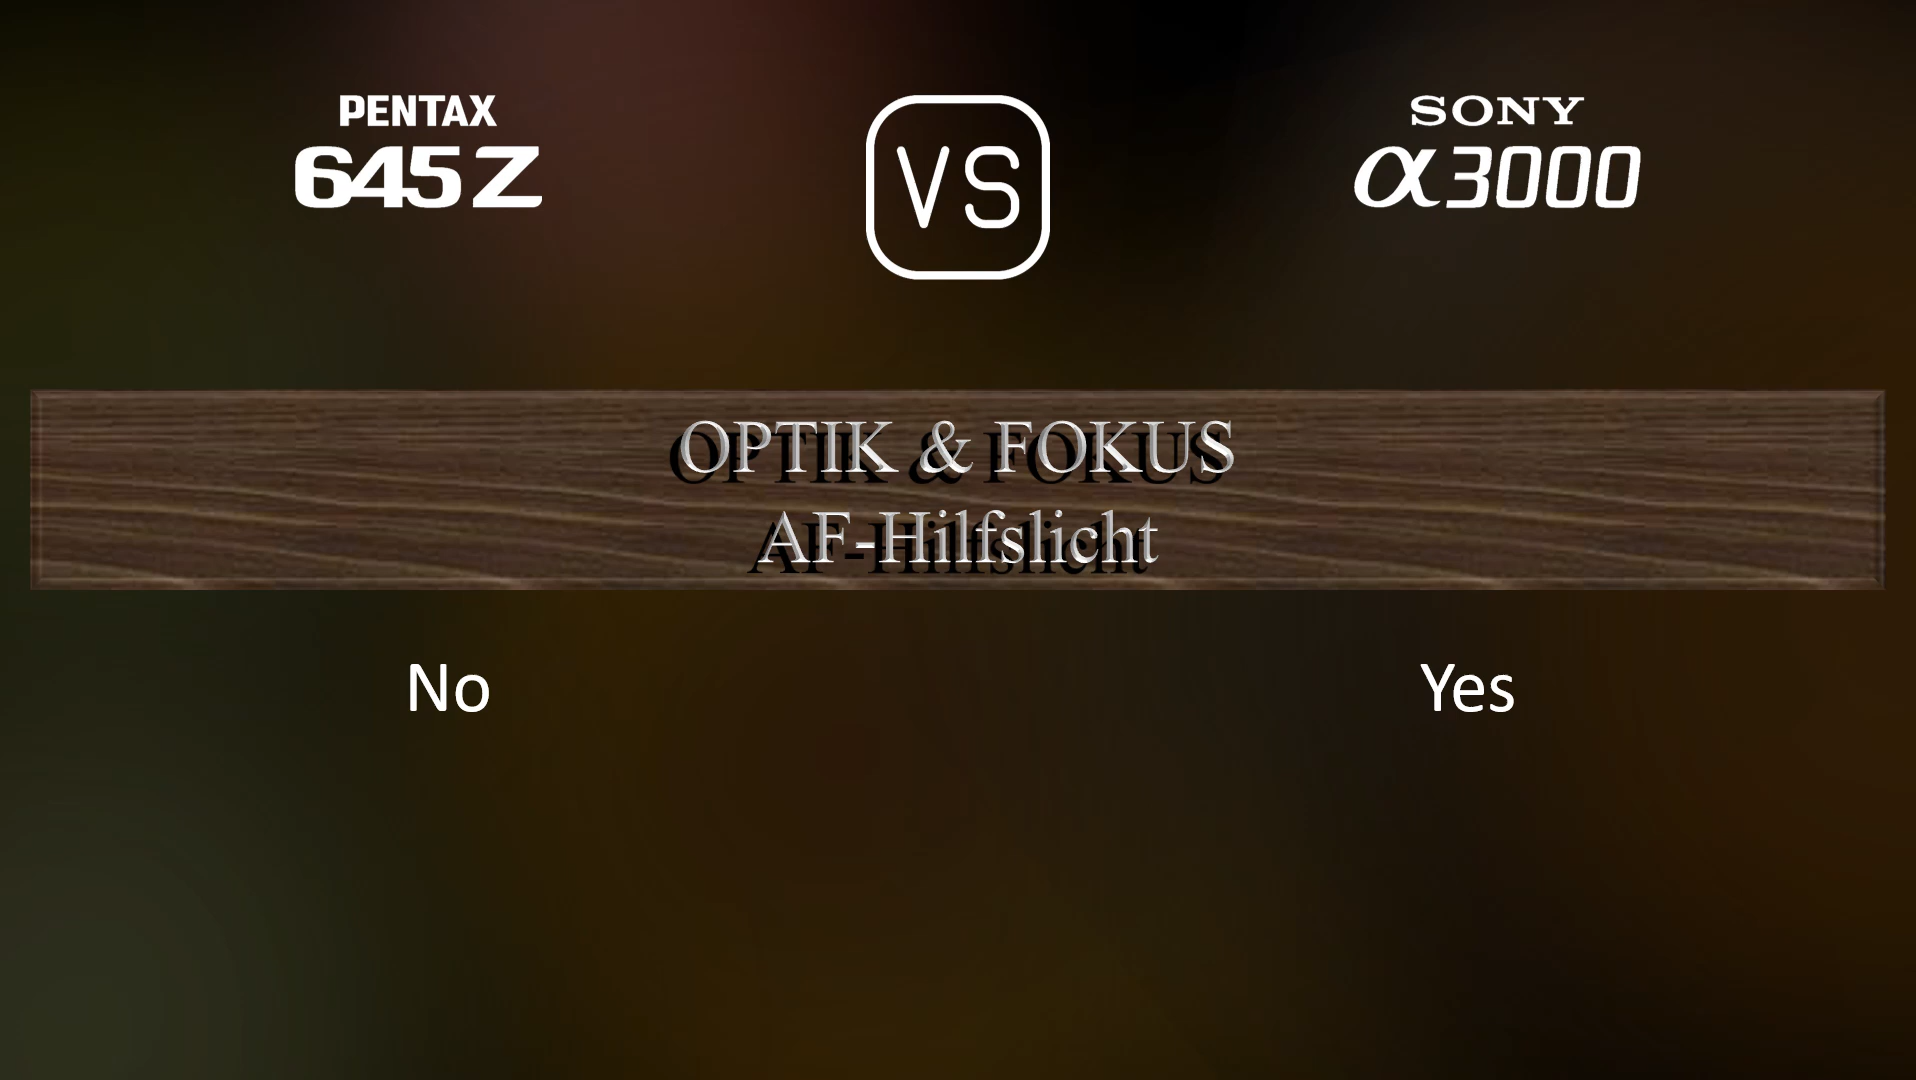 PENTAX
645Z
VS
SONY
α3000
OPTIK & FOKUS
AF-Hilfslicht
No
Yes